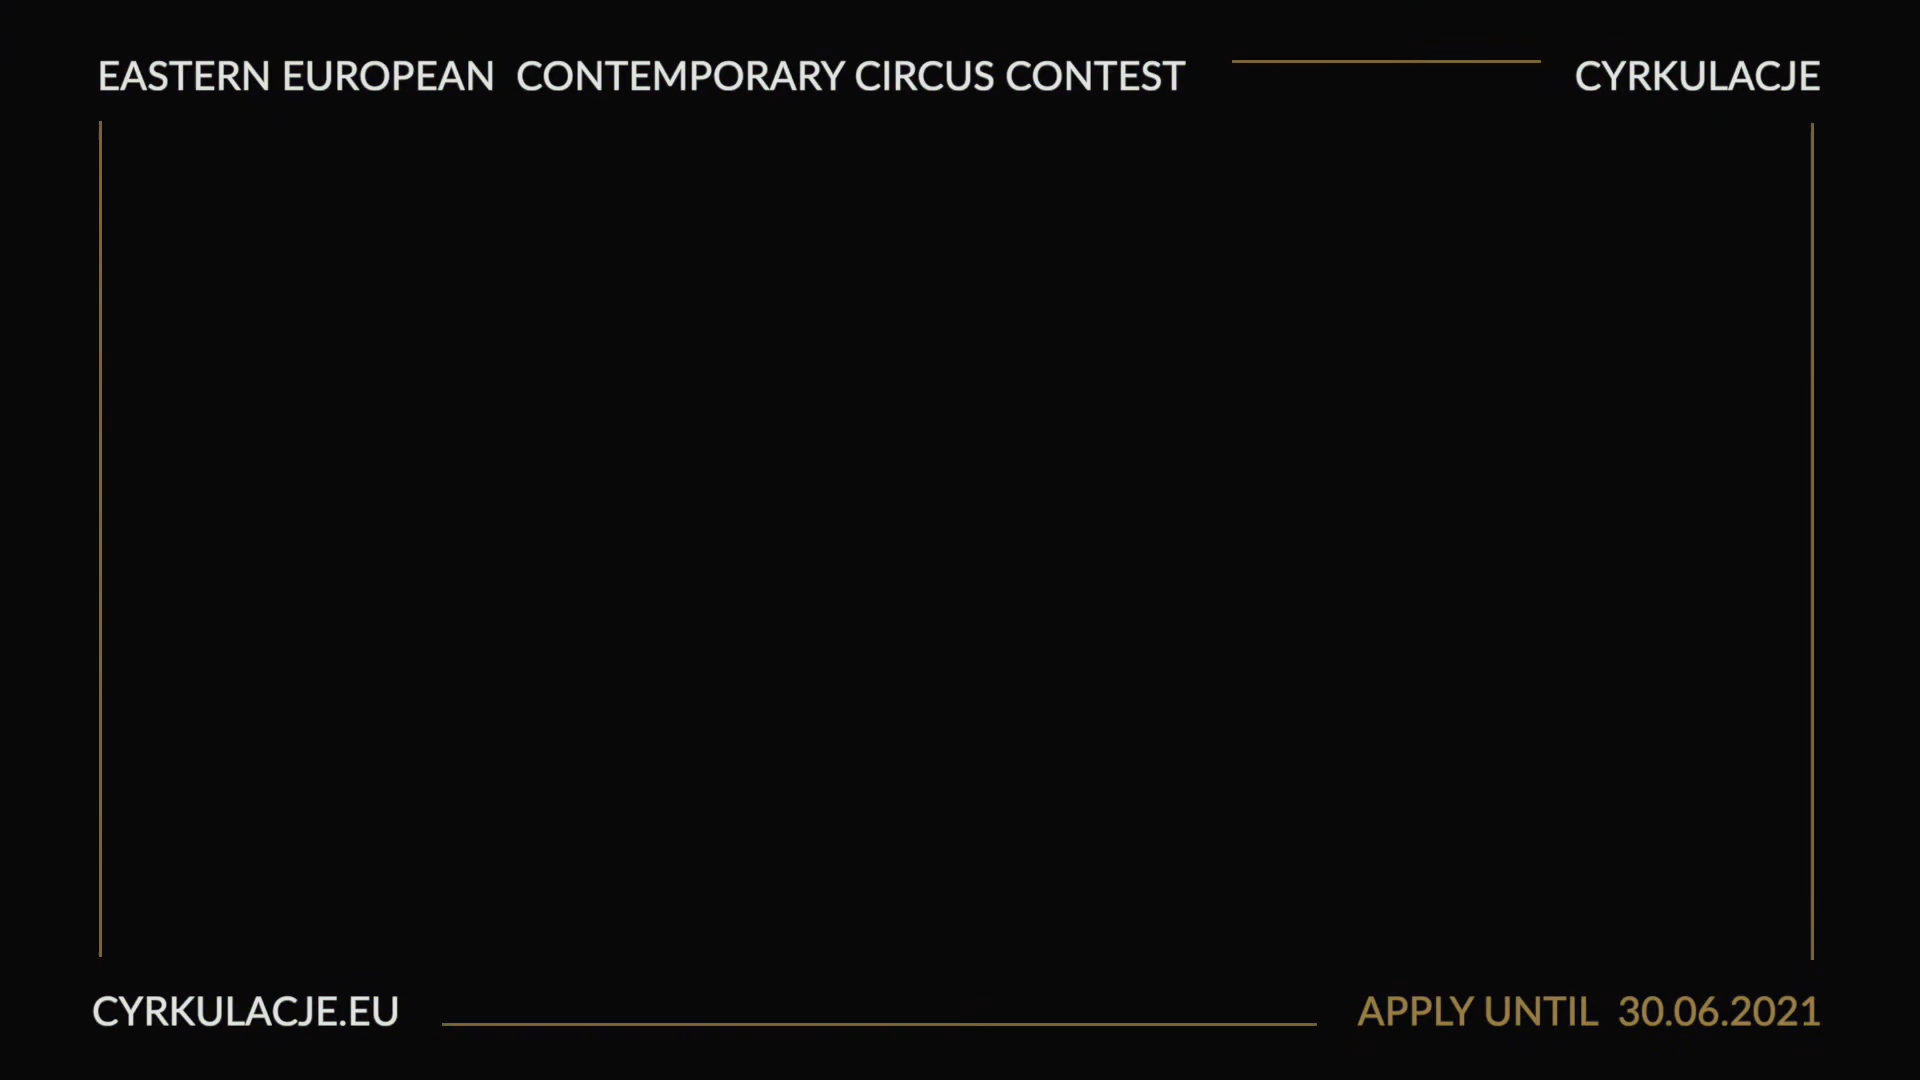 EASTERN EUROPEAN CONTEMPORARY CIRCUS CONTEST
CYRKULACJE
CYRKULACJE.EU
APPLY UNTIL 30.06.2021